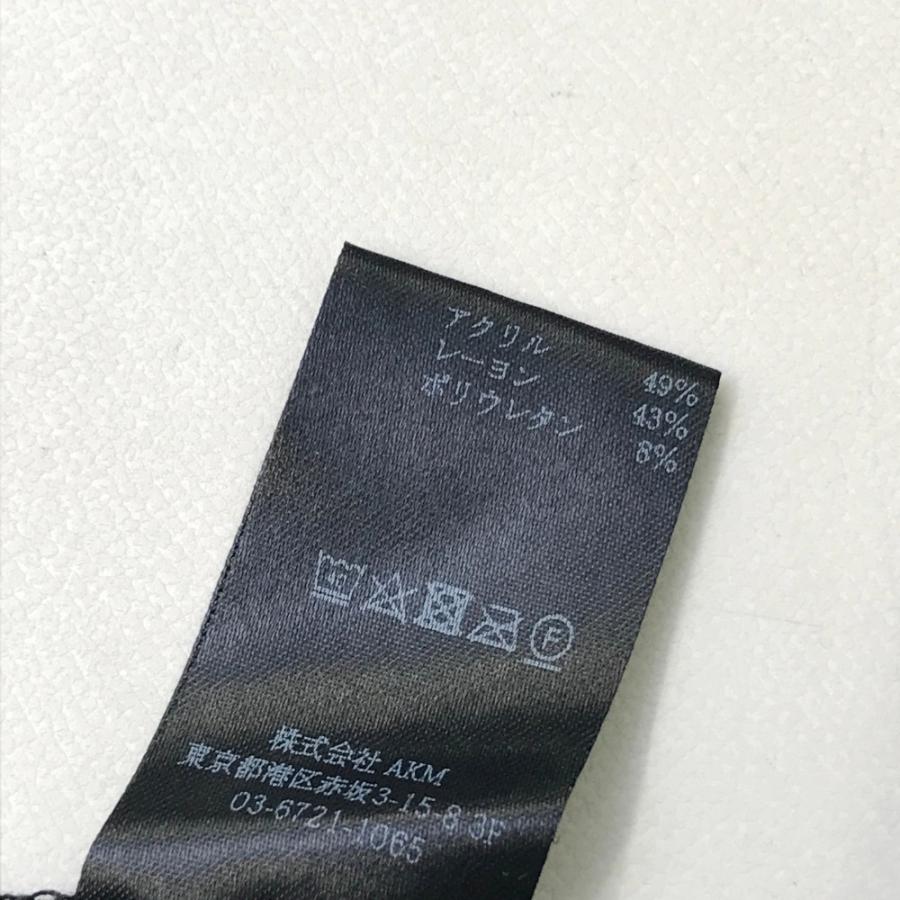 アクリル 49%
レーヨン 43%
ポリウレタン 8%
40
F
株式会社 AKM
東京都港区赤坂3-15-8 3F
03-6721-1065